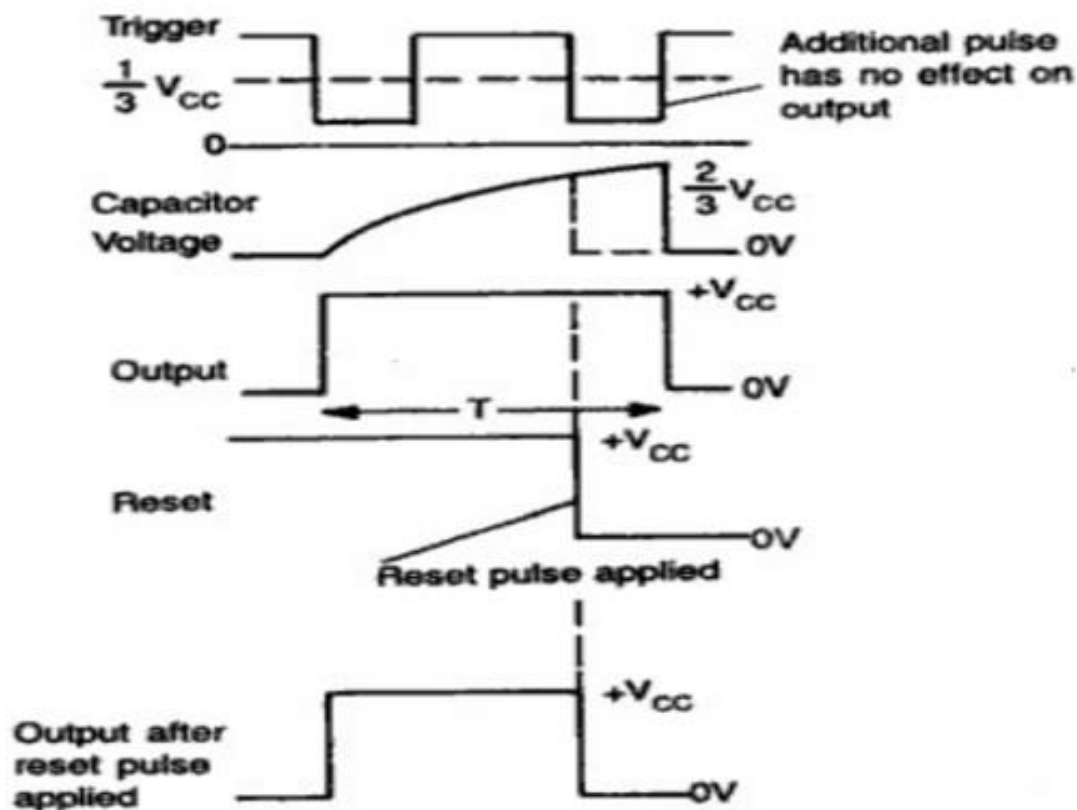 Trigger
1/3 VCC
0
Additional pulse
has no effect on
output
Capacitor
Voltage
2/3 VCC
0V
+VCC
Output
0V
T
+VCC
Reset
0V
Reset pulse applied
+VCC
Output after
reset pulse
applied
0V